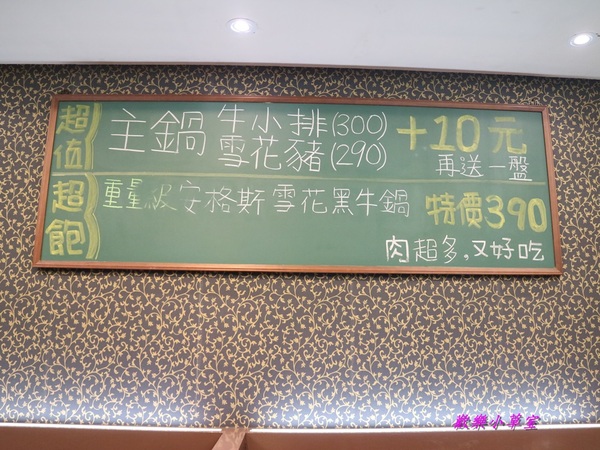 超值
主鍋 牛小排(300)
雪花豬(290)
+10元
再送一盤
超飽
重量級安格斯雪花黑牛鍋 特價390
肉超多,又好吃
歡樂小草室